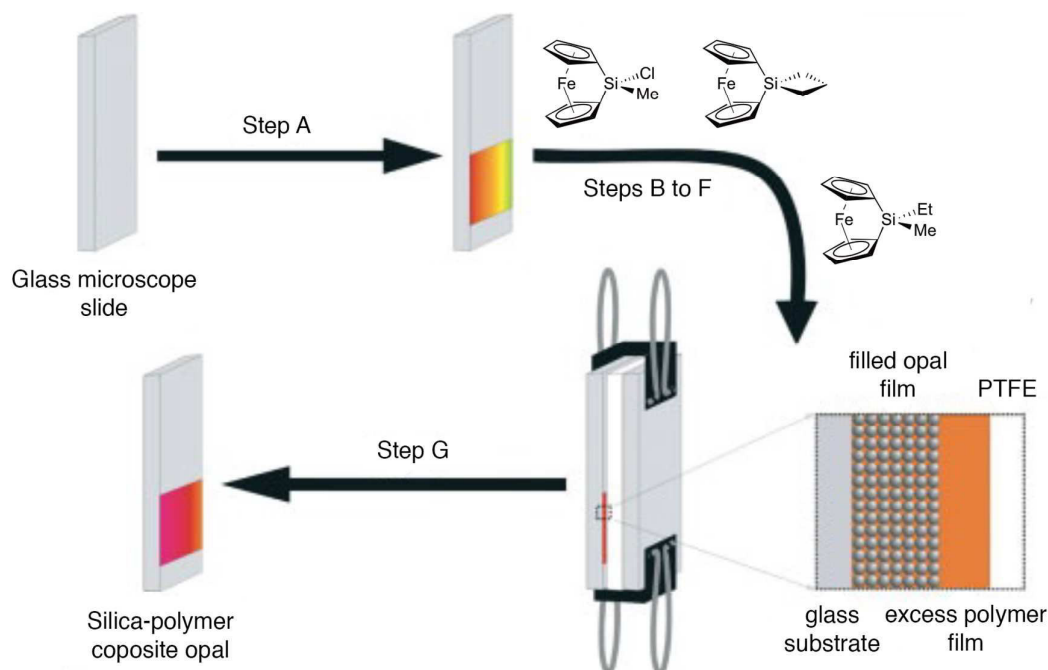 Step A
Fe
Si
Cl
Me
Fe
Si
Steps B to F
Fe
Si
Et
Me
Glass microscope
slide
filled opal
film
PTFE
Step G
Silica-polymer
coposite opal
glass
substrate
excess polymer
film